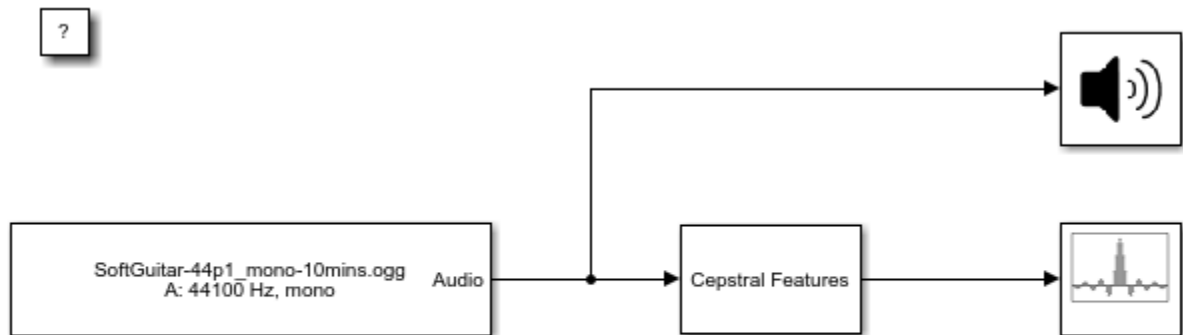 ?
SoftGuitar-44p1_mono-10mins.ogg
A: 44100 Hz, mono
Audio
Cepstral Features